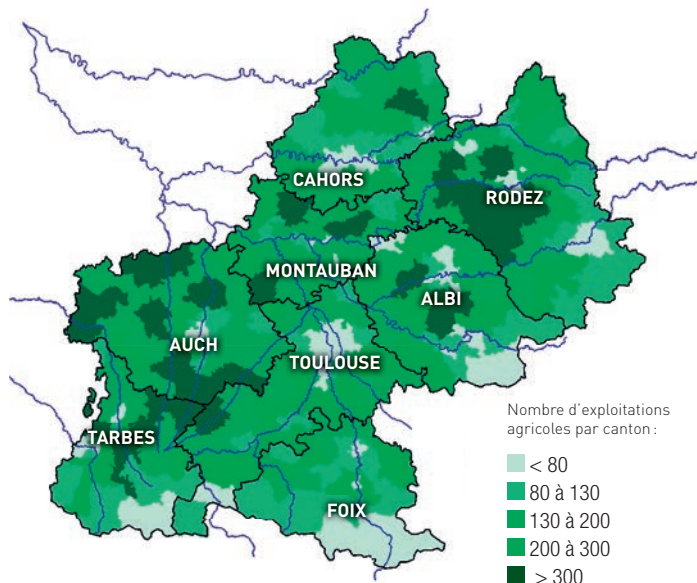 CAHORS
RODEZ
MONTAUBAN
ALBI
AUCH
TOULOUSE
TARBES
FOIX
Nombre d'exploitations
agricoles par canton :
< 80
80 à 130
130 à 200
200 à 300
> 300